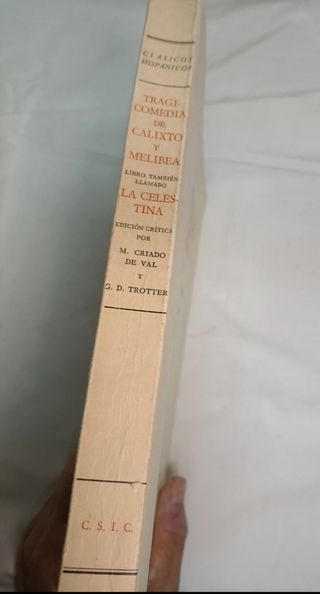 CLASICOS
HISPANICOS
TRAGI-
COMEDIA
DE
CALIXTO
Y
MELIBEA
LIBRO TAMBIÉN
LLAMADO
LA CELES-
TINA
EDICIÓN CRÍTICA
POR
M. CRIADO
DE VAL
Y
G. D. TROTTER
C. S. I. C.